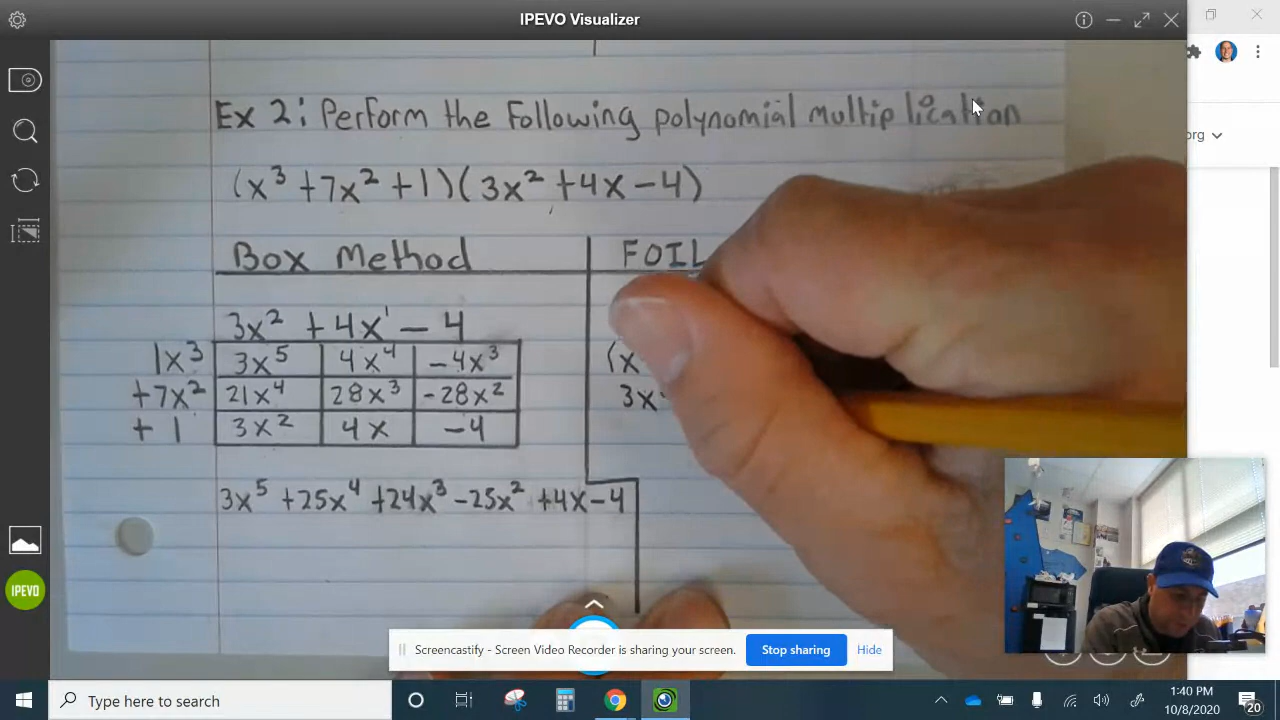 IPEVO Visualizer
org
Ex 2: Perform the Following polynomial multiplication
(x³ +7x² +1)(3x² +4x -4)
Box Method
FOIL
3x² +4x¹ - 4
1x³ 3x⁵ 4x⁴ -4x³
(x
+7x² 21x⁴ 28x³ -28x²
3x
+ 1 3x² 4x -4
3x⁵ +25x⁴ +24x³ -25x² +4x-4
IPEVO
Screencastify - Screen Video Recorder is sharing your screen.
Stop sharing
Hide
Type here to search
1:40 PM
10/8/2020
20